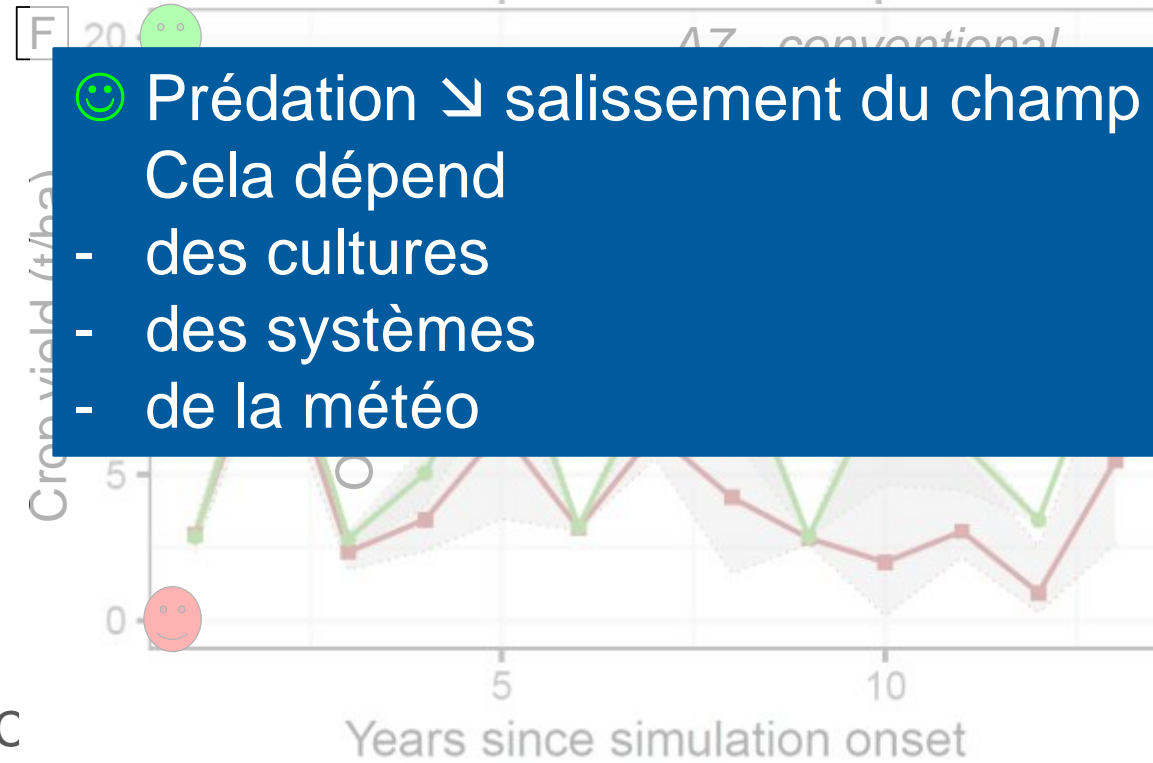 F
20
A7 - conventional
☺ Prédation ↘ salissement du champ
Cela dépend
- des cultures
- des systèmes
- de la météo
Crop yield (t/ha)
5
0
5 10
Years since simulation onset